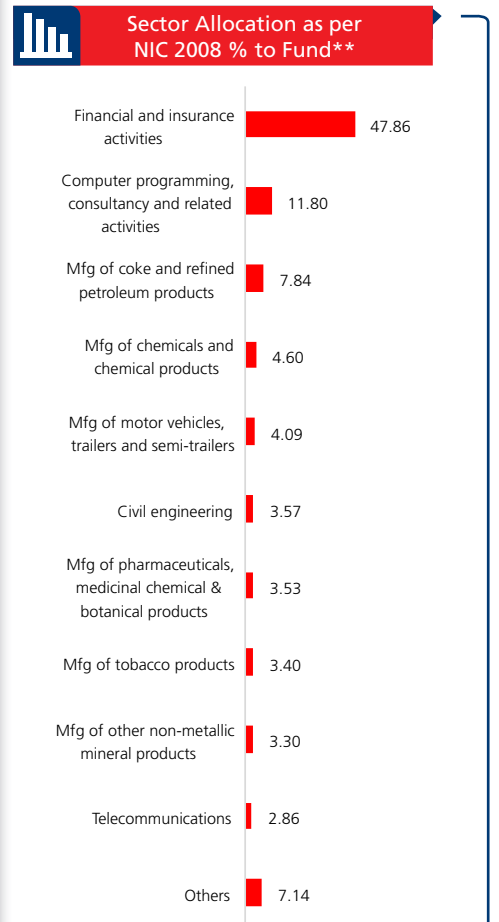 Sector Allocation as per
NIC 2008 % to Fund**
Financial and insurance
activities
47.86
Computer programming,
consultancy and related
activities
11.80
Mfg of coke and refined
petroleum products
7.84
Mfg of chemicals and
chemical products
4.60
Mfg of motor vehicles,
trailers and semi-trailers
4.09
Civil engineering
3.57
Mfg of pharmaceuticals,
medicinal chemical &
botanical products
3.53
Mfg of tobacco products
3.40
Mfg of other non-metallic
mineral products
3.30
Telecommunications
2.86
Others
7.14